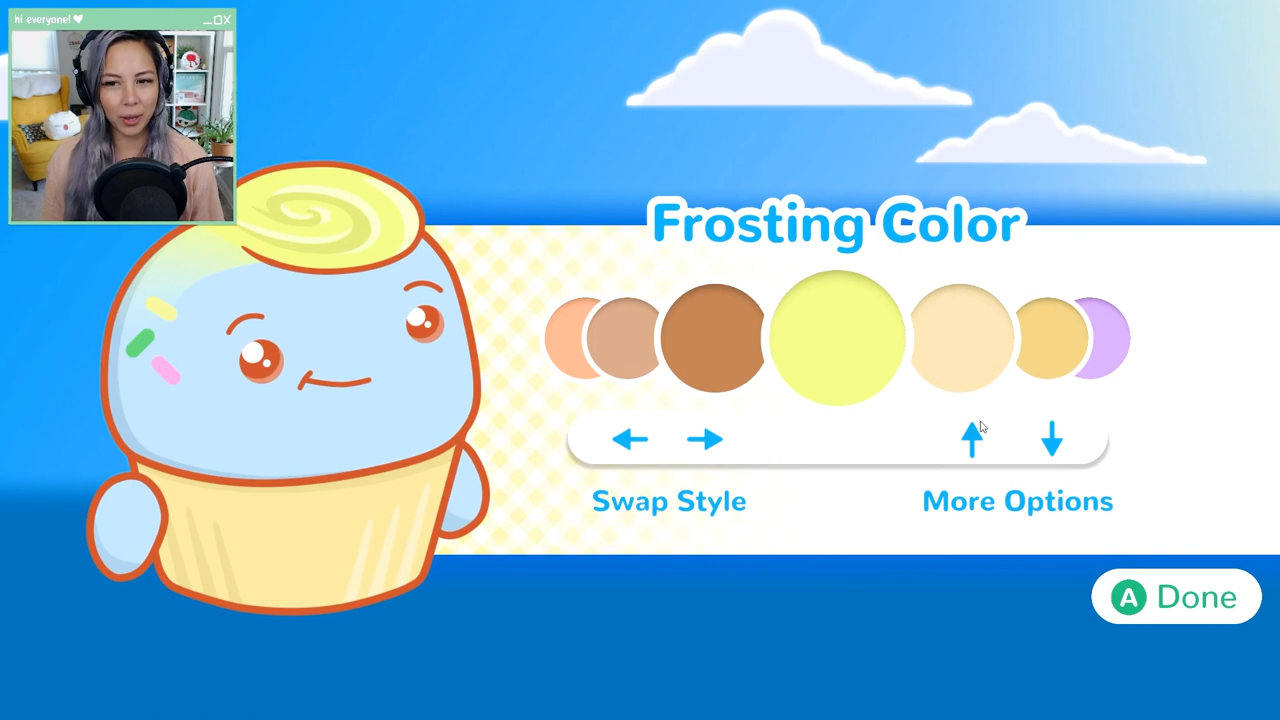 hi everyone! ♥
Frosting Color
Swap Style
More Options
A Done